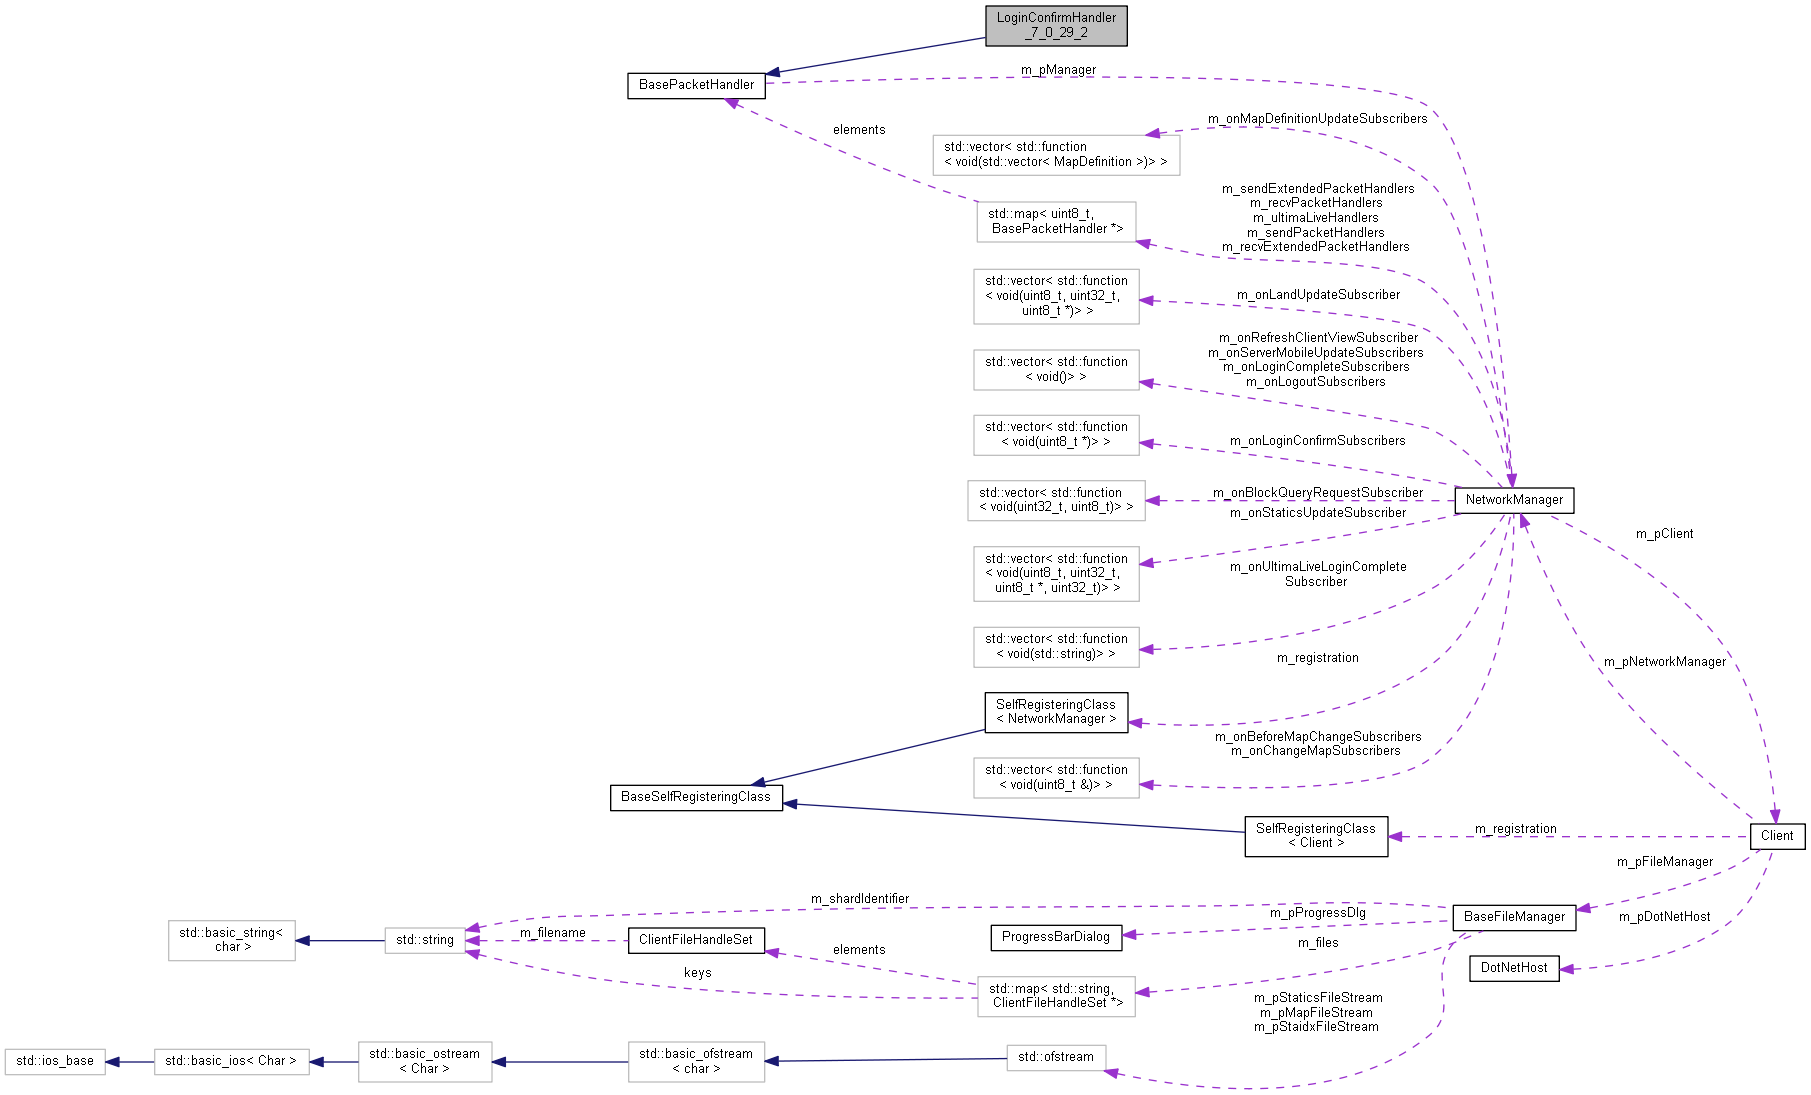 LoginConfirmHandler
_7_0_29_2
m_pManager
BasePacketHandler
m_onMapDefinitionUpdateSubscribers
elements
std::vector< std::function
< void(std::vector< MapDefinition >)> >
m_sendExtendedPacketHandlers
m_recvPacketHandlers
m_ultimaLiveHandlers
m_sendPacketHandlers
m_recvExtendedPacketHandlers
std::map< uint8_t,
BasePacketHandler *>
std::vector< std::function
< void(uint8_t, uint32_t,
uint8_t *)> >
m_onLandUpdateSubscriber
m_onRefreshClientViewSubscriber
m_onServerMobileUpdateSubscribers
m_onLoginCompleteSubscribers
m_onLogoutSubscribers
std::vector< std::function
< void()> >
std::vector< std::function
< void(uint8_t *)> >
m_onLoginConfirmSubscribers
std::vector< std::function
< void(uint32_t, uint8_t)> >
m_onBlockQueryRequestSubscriber
NetworkManager
m_onStaticsUpdateSubscriber
m_pClient
std::vector< std::function
< void(uint8_t, uint32_t,
uint8_t *, uint32_t)> >
m_onUltimaLiveLoginComplete
Subscriber
std::vector< std::function
< void(std::string)> >
m_registration
m_pNetworkManager
SelfRegisteringClass
< NetworkManager >
m_onBeforeMapChangeSubscribers
m_onChangeMapSubscribers
std::vector< std::function
< void(uint8_t &)> >
BaseSelfRegisteringClass
SelfRegisteringClass
< Client >
m_registration
Client
m_pFileManager
m_shardIdentifier
m_pProgressDlg
m_pDotNetHost
BaseFileManager
std::basic_string<
char >
std::string
m_filename
ClientFileHandleSet
ProgressBarDialog
m_files
elements
DotNetHost
keys
std::map< std::string,
ClientFileHandleSet *>
m_pStaticsFileStream
m_pMapFileStream
m_pStaidxFileStream
std::ios_base
std::basic_ios< Char >
std::basic_ostream
< Char >
std::basic_ofstream
< char >
std::ofstream